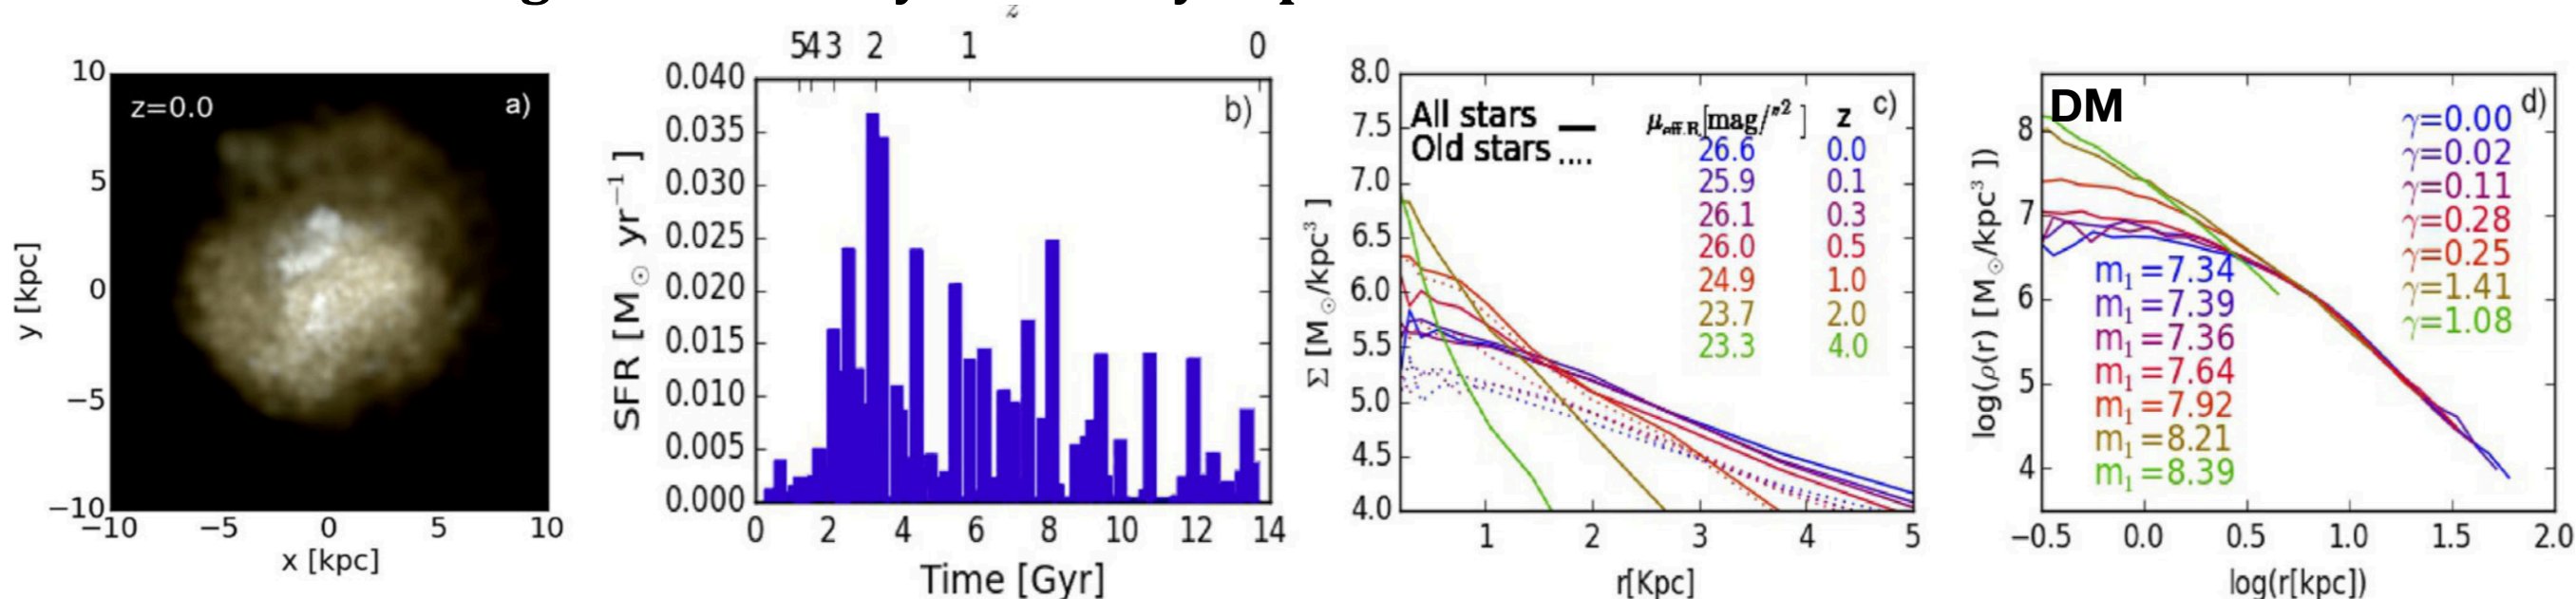 z
z=0.0
a)
10
5
0
−5
−10
y [kpc]
−10 −5 0 5 10
x [kpc]
5 4 3 2 1 0
b)
0.040
0.035
0.030
0.025
0.020
0.015
0.010
0.005
0.000
SFR [M☉ yr⁻¹]
0 2 4 6 8 10 12 14
Time [Gyr]
c)
All stars
Old stars ....
μeff,R[mag/″²] z
26.6 0.0
25.9 0.1
26.1 0.3
26.0 0.5
24.9 1.0
23.7 2.0
23.3 4.0
8.0
7.5
7.0
6.5
6.0
5.5
5.0
4.5
4.0
Σ [M☉/kpc³ ]
1 2 3 4 5
r[Kpc]
DM
d)
γ=0.00
γ=0.02
γ=0.11
γ=0.28
γ=0.25
γ=1.41
γ=1.08
m₁=7.34
m₁=7.39
m₁=7.36
m₁=7.64
m₁=7.92
m₁=8.21
m₁=8.39
8
7
6
5
4
log(ρ(r) [M☉/kpc³ ])
−0.5 0.0 0.5 1.0 1.5 2.0
log(r[kpc])